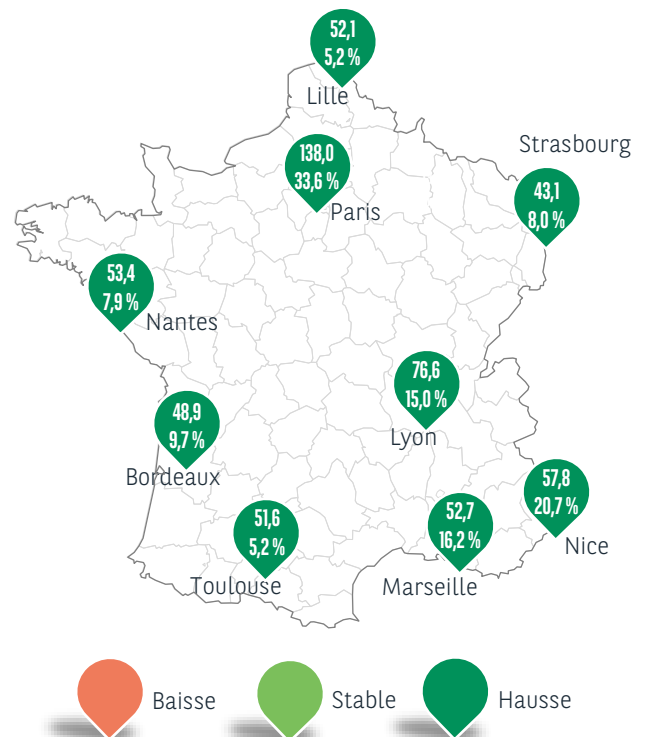 52,1
5,2 %
Lille
138,0
33,6 %
Paris
Strasbourg
43,1
8,0 %
53,4
7,9 %
Nantes
76,6
15,0 %
Lyon
48,9
9,7 %
Bordeaux
57,8
20,7 %
Nice
52,7
16,2 %
Marseille
51,6
5,2 %
Toulouse
Baisse
Stable
Hausse